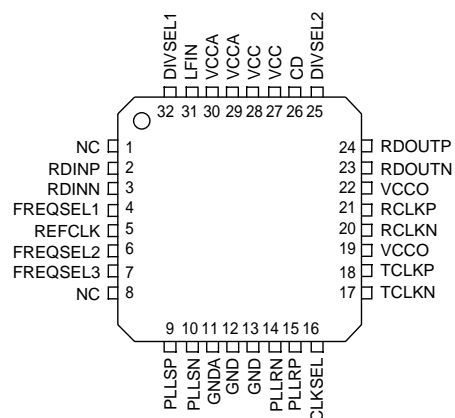 DIVSEL1
LFIN
VCCA
VCCA
VCC
VCC
CD
DIVSEL2
32 31 30 29 28 27 26 25
NC 1
RDINP 2
RDINN 3
FREQSEL1 4
REFCLK 5
FREQSEL2 6
FREQSEL3 7
NC 8
24 RDOUTP
23 RDOUTN
22 VCCO
21 RCLKP
20 RCLKN
19 VCCO
18 TCLKP
17 TCLKN
9 10 11 12 13 14 15 16
PLLSP
PLLSN
GNDA
GND
GND
PLLRN
PLLRP
CLKSEL